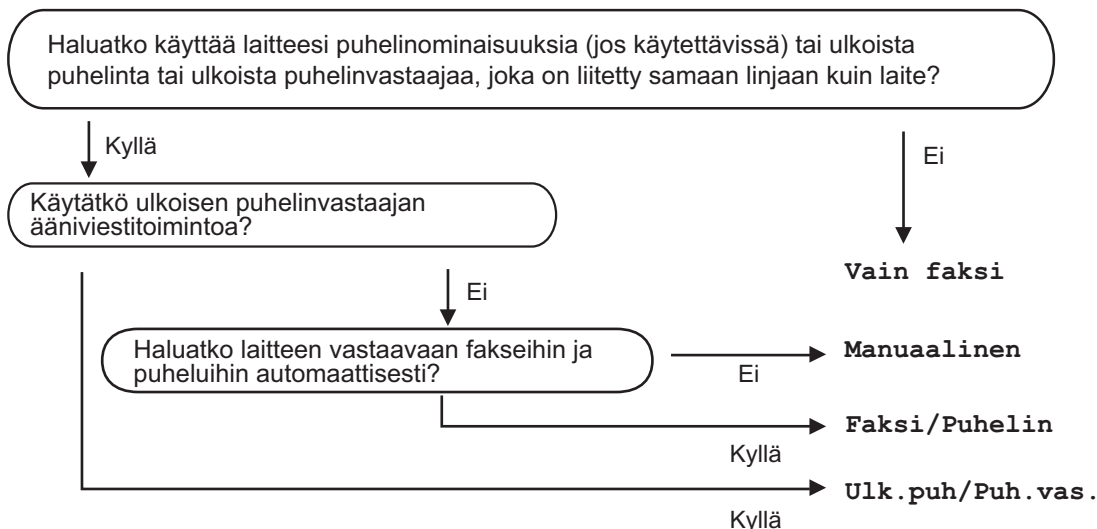 Haluatko käyttää laitteesi puhelinominaisuuksia (jos käytettävissä) tai ulkoista
puhelinta tai ulkoista puhelinvastaajaa, joka on liitetty samaan linjaan kuin laite?
Kyllä
Ei
Käytätkö ulkoisen puhelinvastaajan
ääniviestitoimintoa?
Vain faksi
Ei
Haluatko laitteen vastaavaan fakseihin ja
puheluihin automaattisesti?
Manuaalinen
Ei
Faksi/Puhelin
Kyllä
Ulk.puh/Puh.vas.
Kyllä